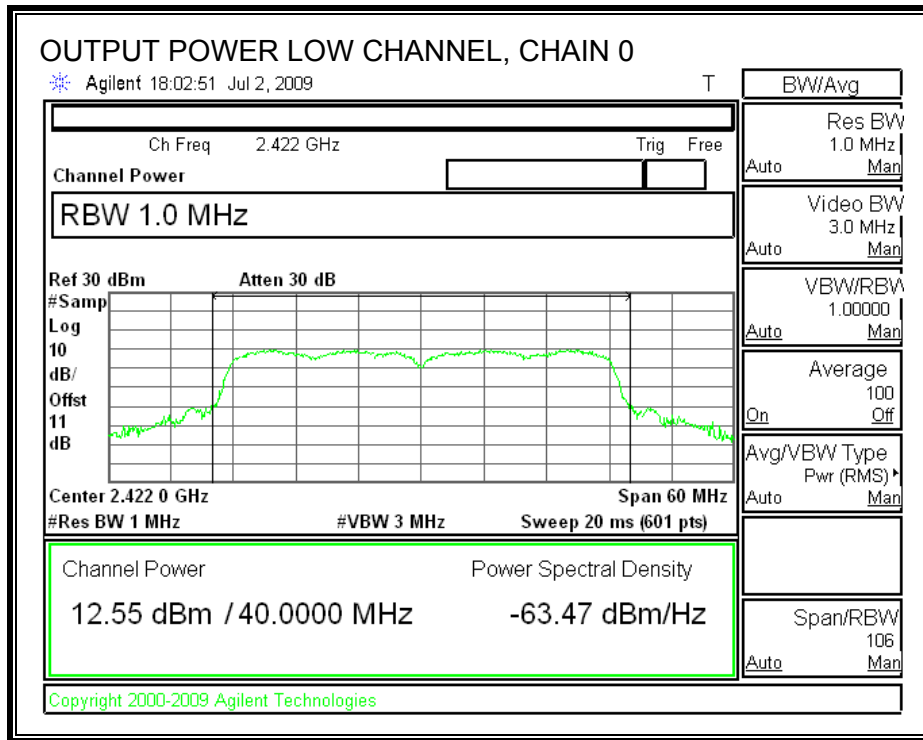 OUTPUT POWER LOW CHANNEL, CHAIN 0
Agilent 18:02:51 Jul 2, 2009 T
Ch Freq 2.422 GHz Trig Free
Channel Power
RBW 1.0 MHz
Ref 30 dBm Atten 30 dB
#Samp
Log
10
dB/
Offst
11
dB
Center 2.422 0 GHz Span 60 MHz
#Res BW 1 MHz #VBW 3 MHz Sweep 20 ms (601 pts)
Channel Power Power Spectral Density
12.55 dBm / 40.0000 MHz -63.47 dBm/Hz
Copyright 2000-2009 Agilent Technologies
BW/Avg
Res BW
1.0 MHz
Auto Man
Video BW
3.0 MHz
Auto Man
VBW/RBW
1.00000
Auto Man
Average
100
On Off
Avg/VBW Type
Pwr (RMS)
Auto Man
Span/RBW
106
Auto Man